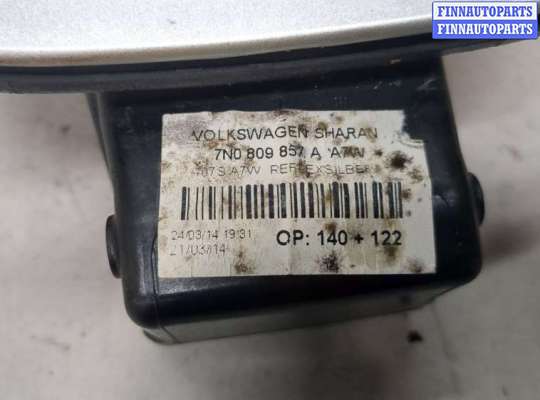 FINNAUTOPARTS
FINNAUTOPARTS
VOLKSWAGEN SHARAN
7N0 809 857 A A7W
A7W REFLEXSILBER
24/03/14 19:31
21/03/14
OP: 140 + 122